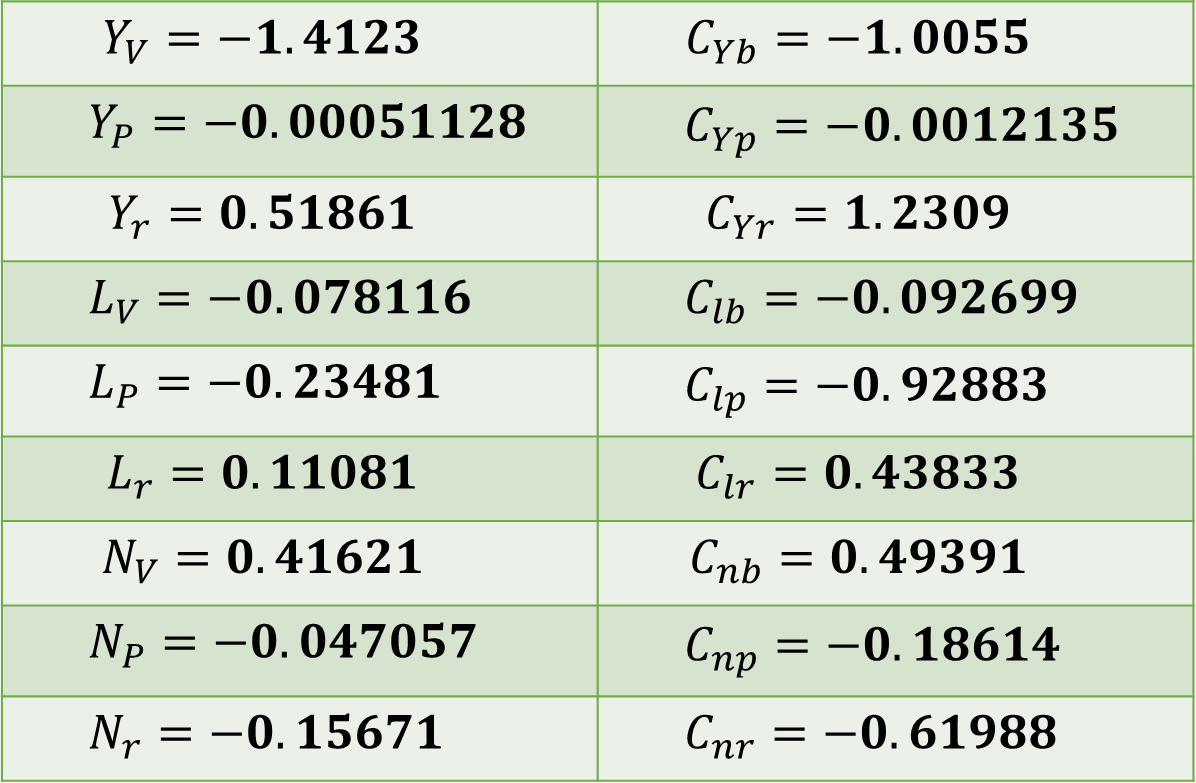 Y_V = −1.4123 C_Yb = −1.0055
Y_P = −0.00051128 C_Yp = −0.0012135
Y_r = 0.51861 C_Yr = 1.2309
L_V = −0.078116 C_lb = −0.092699
L_P = −0.23481 C_lp = −0.92883
L_r = 0.11081 C_lr = 0.43833
N_V = 0.41621 C_nb = 0.49391
N_P = −0.047057 C_np = −0.18614
N_r = −0.15671 C_nr = −0.61988